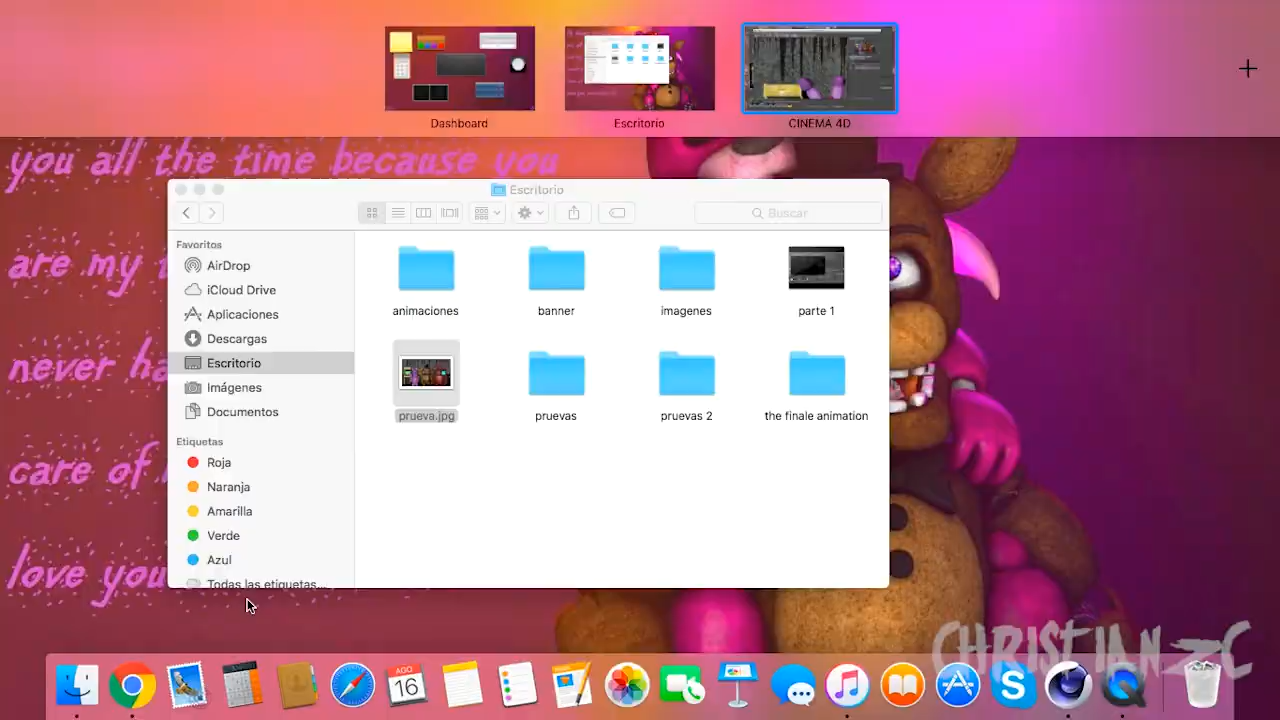 Dashboard
Escritorio
CINEMA 4D
you all the time because you
are my
never ha
care of
love you
Escritorio
Buscar
Favoritos
AirDrop
iCloud Drive
Aplicaciones
Descargas
Escritorio
Imágenes
Documentos
Etiquetas
Roja
Naranja
Amarilla
Verde
Azul
Todas las etiquetas...
animaciones
banner
imagenes
parte 1
prueva.jpg
pruevas
pruevas 2
the finale animation
CHRISTIAN2C
AGO
16